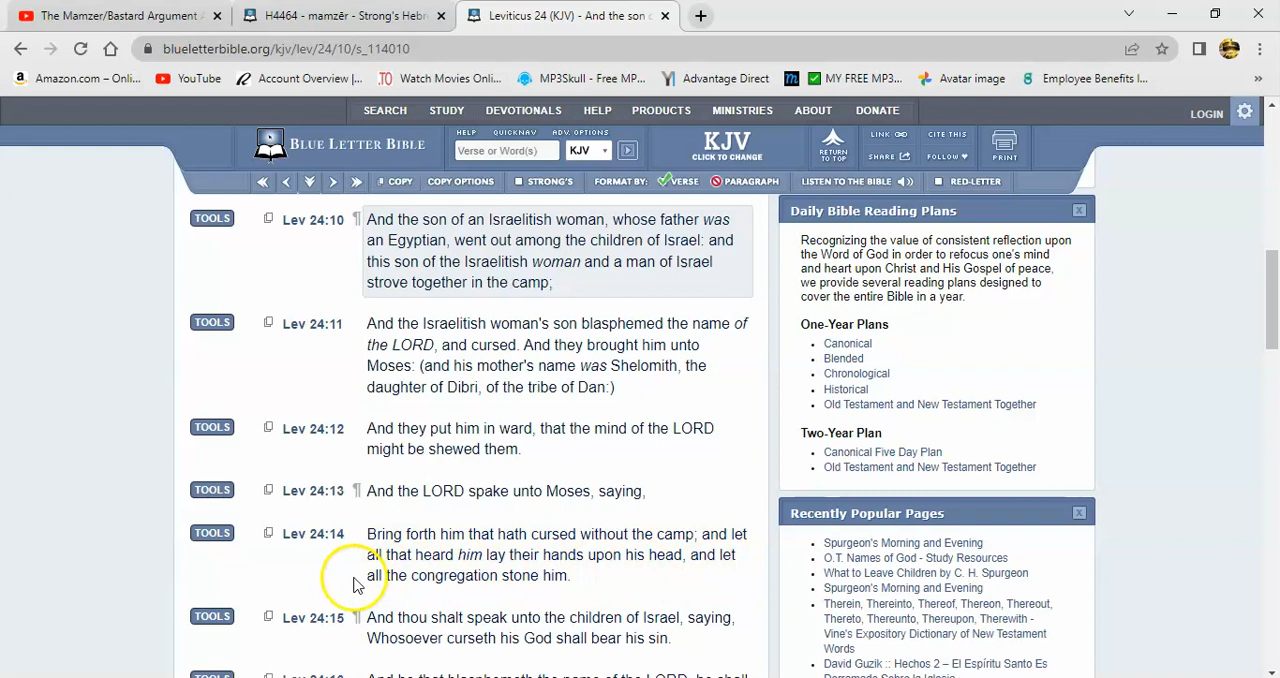 The Mamzer/Bastard Argument
H4464 - mamzēr - Strong's Hebr
Leviticus 24 (KJV) - And the son o
blueletterbible.org/kjv/lev/24/10/s_114010
Amazon.com – Onli...
YouTube
Account Overview |...
.TO Watch Movies Onlin...
MP3Skull - Free MP...
Advantage Direct
MY FREE MP3...
Avatar image
Employee Benefits I...
»
SEARCH STUDY DEVOTIONALS HELP PRODUCTS MINISTRIES ABOUT DONATE
LOGIN
BLUE LETTER BIBLE
HELP QUICKNAV ADV. OPTIONS
Verse or Word(s) KJV
KJV
CLICK TO CHANGE
RETURN
TO TOP
LINK CITE THIS
SHARE FOLLOW
PRINT
COPY COPY OPTIONS STRONG'S FORMAT BY: VERSE PARAGRAPH LISTEN TO THE BIBLE RED-LETTER
TOOLS Lev 24:10 ¶ And the son of an Israelitish woman, whose father was
an Egyptian, went out among the children of Israel: and
this son of the Israelitish woman and a man of Israel
strove together in the camp;
TOOLS Lev 24:11 And the Israelitish woman's son blasphemed the name of
the LORD, and cursed. And they brought him unto
Moses: (and his mother's name was Shelomith, the
daughter of Dibri, of the tribe of Dan:)
TOOLS Lev 24:12 And they put him in ward, that the mind of the LORD
might be shewed them.
TOOLS Lev 24:13 ¶ And the LORD spake unto Moses, saying,
TOOLS Lev 24:14 Bring forth him that hath cursed without the camp; and let
all that heard him lay their hands upon his head, and let
all the congregation stone him.
TOOLS Lev 24:15 ¶ And thou shalt speak unto the children of Israel, saying,
Whosoever curseth his God shall bear his sin.
Daily Bible Reading Plans
Recognizing the value of consistent reflection upon
the Word of God in order to refocus one's mind
and heart upon Christ and His Gospel of peace,
we provide several reading plans designed to
cover the entire Bible in a year.
One-Year Plans
Canonical
Blended
Chronological
Historical
Old Testament and New Testament Together
Two-Year Plan
Canonical Five Day Plan
Old Testament and New Testament Together
Recently Popular Pages
Spurgeon's Morning and Evening
O.T. Names of God - Study Resources
What to Leave Children by C. H. Spurgeon
Spurgeon's Morning and Evening
Therein, Thereinto, Thereof, Thereon, Thereout,
Thereto, Thereunto, Thereupon, Therewith -
Vine's Expository Dictionary of New Testament
Words
David Guzik :: Hechos 2 – El Espíritu Santo Es